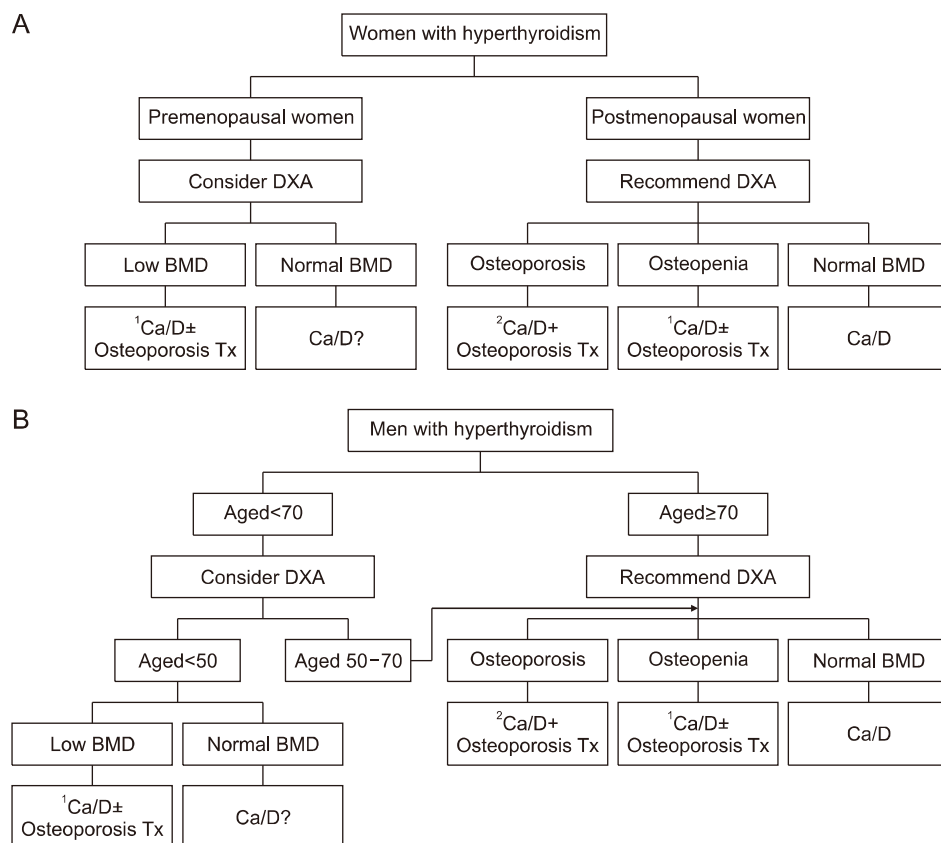 A
Women with hyperthyroidism
Premenopausal women
Postmenopausal women
Consider DXA
Recommend DXA
Low BMD
Normal BMD
Osteoporosis
Osteopenia
Normal BMD
¹Ca/D±
Osteoporosis Tx
Ca/D?
²Ca/D+
Osteoporosis Tx
¹Ca/D±
Osteoporosis Tx
Ca/D
B
Men with hyperthyroidism
Aged<70
Aged≥70
Consider DXA
Recommend DXA
Aged<50
Aged 50−70
Osteoporosis
Osteopenia
Normal BMD
²Ca/D+
Osteoporosis Tx
¹Ca/D±
Osteoporosis Tx
Ca/D
Low BMD
Normal BMD
¹Ca/D±
Osteoporosis Tx
Ca/D?